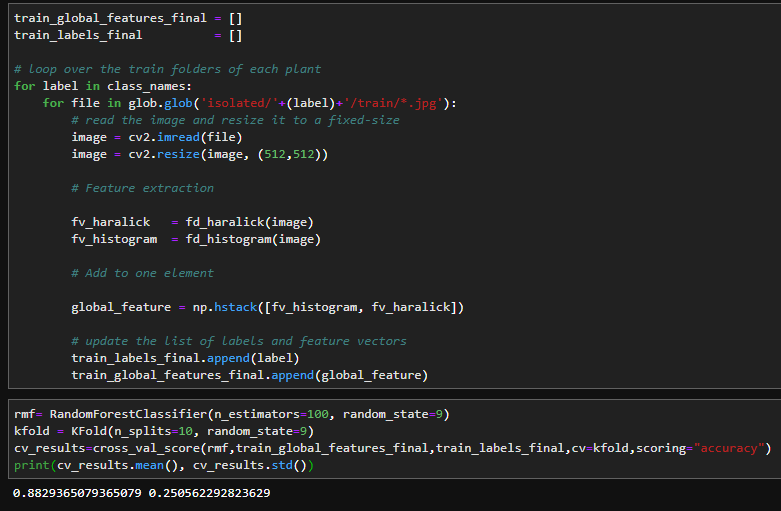 train_global_features_final = []
train_labels_final          = []
# loop over the train folders of each plant
for label in class_names:
    for file in glob.glob('isolated/'+(label)+'/train/*.jpg'):
        # read the image and resize it to a fixed-size
        image = cv2.imread(file)
        image = cv2.resize(image, (512,512))
        # Feature extraction
        fv_haralick   = fd_haralick(image)
        fv_histogram  = fd_histogram(image)
        # Add to one element
        global_feature = np.hstack([fv_histogram, fv_haralick])
        # update the list of labels and feature vectors
        train_labels_final.append(label)
        train_global_features_final.append(global_feature)
rmf= RandomForestClassifier(n_estimators=100, random_state=9)
kfold = KFold(n_splits=10, random_state=9)
cv_results=cross_val_score(rmf,train_global_features_final,train_labels_final,cv=kfold,scoring="accuracy")
print(cv_results.mean(), cv_results.std())
0.8829365079365079 0.250562292823629